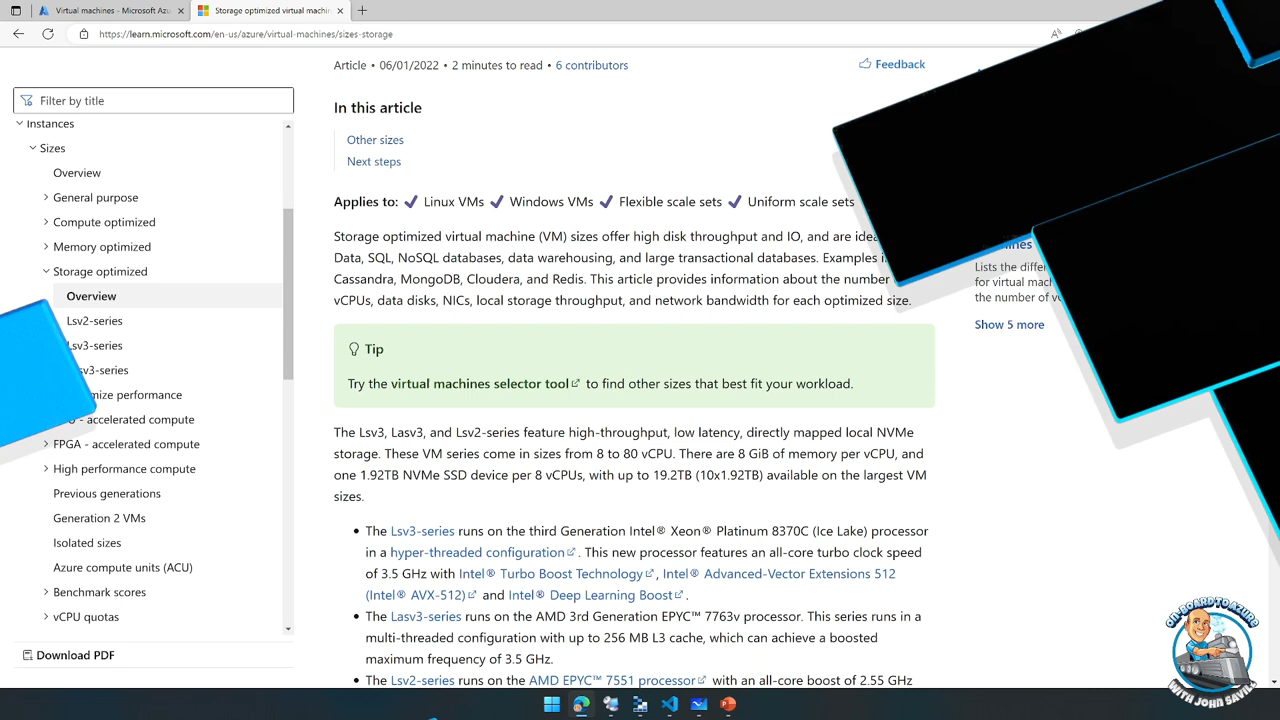 Virtual machines - Microsoft Azu
Storage optimized virtual machin
https://learn.microsoft.com/en-us/azure/virtual-machines/sizes-storage
Article • 06/01/2022 • 2 minutes to read • 6 contributors
Feedback
Filter by title
Instances
Sizes
Overview
General purpose
Compute optimized
Memory optimized
Storage optimized
Overview
Lsv2-series
Lsv3-series
sv3-series
mize performance
- accelerated compute
FPGA - accelerated compute
High performance compute
Previous generations
Generation 2 VMs
Isolated sizes
Azure compute units (ACU)
Benchmark scores
vCPU quotas
Download PDF
In this article
Other sizes
Next steps
Applies to: ✔ Linux VMs ✔ Windows VMs ✔ Flexible scale sets ✔ Uniform scale sets
Storage optimized virtual machine (VM) sizes offer high disk throughput and IO, and are idea
Data, SQL, NoSQL databases, data warehousing, and large transactional databases. Examples i
Cassandra, MongoDB, Cloudera, and Redis. This article provides information about the number
vCPUs, data disks, NICs, local storage throughput, and network bandwidth for each optimized size.
Tip
Try the virtual machines selector tool to find other sizes that best fit your workload.
The Lsv3, Lasv3, and Lsv2-series feature high-throughput, low latency, directly mapped local NVMe
storage. These VM series come in sizes from 8 to 80 vCPU. There are 8 GiB of memory per vCPU, and
one 1.92TB NVMe SSD device per 8 vCPUs, with up to 19.2TB (10x1.92TB) available on the largest VM
sizes.
• The Lsv3-series runs on the third Generation Intel® Xeon® Platinum 8370C (Ice Lake) processor
in a hyper-threaded configuration. This new processor features an all-core turbo clock speed
of 3.5 GHz with Intel® Turbo Boost Technology, Intel® Advanced-Vector Extensions 512
(Intel® AVX-512) and Intel® Deep Learning Boost.
• The Lasv3-series runs on the AMD 3rd Generation EPYC™ 7763v processor. This series runs in a
multi-threaded configuration with up to 256 MB L3 cache, which can achieve a boosted
maximum frequency of 3.5 GHz.
• The Lsv2-series runs on the AMD EPYC™ 7551 processor with an all-core boost of 2.55 GHz
Lists the differ
for virtual mach
the number of vc
Show 5 more
ON-BOARD TO AZURE
WITH JOHN SAVILL